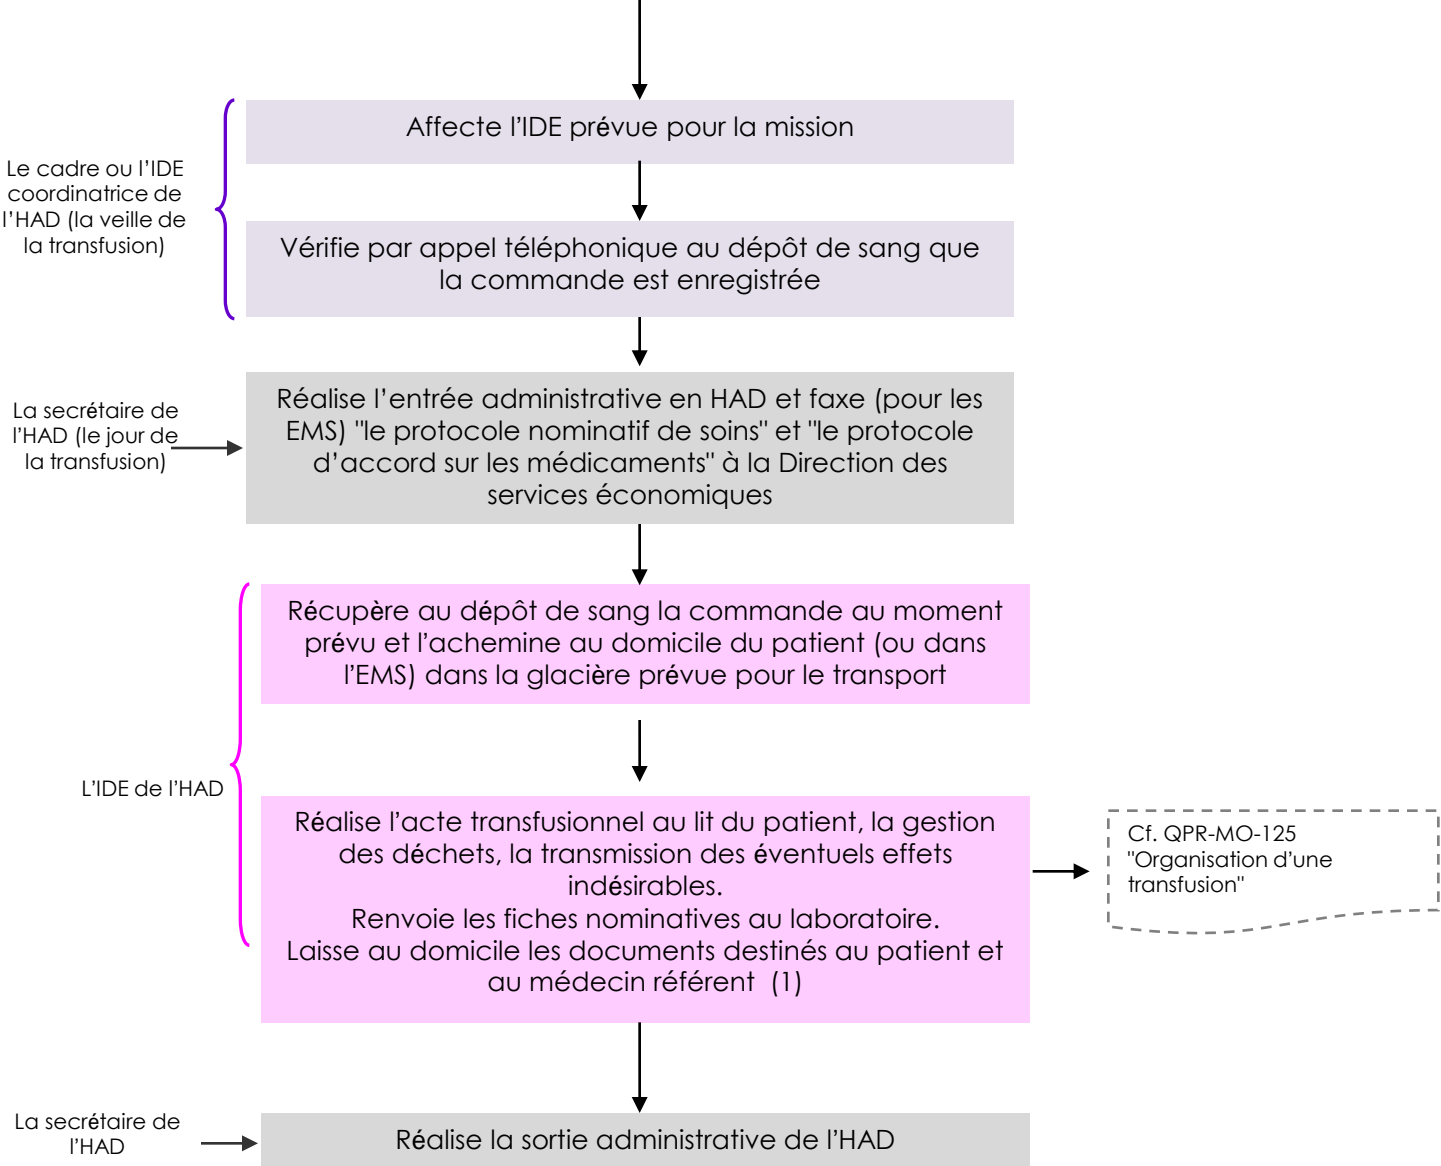 Affecte l'IDE prévue pour la mission
Le cadre ou l'IDE
coordinatrice de
l'HAD (la veille de
la transfusion)
Vérifie par appel téléphonique au dépôt de sang que
la commande est enregistrée
La secrétaire de
l'HAD (le jour de
la transfusion)
Réalise l'entrée administrative en HAD et faxe (pour les
EMS) "le protocole nominatif de soins" et "le protocole
d'accord sur les médicaments" à la Direction des
services économiques
L'IDE de l'HAD
Récupère au dépôt de sang la commande au moment
prévu et l'achemine au domicile du patient (ou dans
l'EMS) dans la glacière prévue pour le transport
Réalise l'acte transfusionnel au lit du patient, la gestion
des déchets, la transmission des éventuels effets
indésirables.
Renvoie les fiches nominatives au laboratoire.
Laisse au domicile les documents destinés au patient et
au médecin référent  (1)
Cf. QPR-MO-125
"Organisation d'une
transfusion"
La secrétaire de
l'HAD
Réalise la sortie administrative de l'HAD